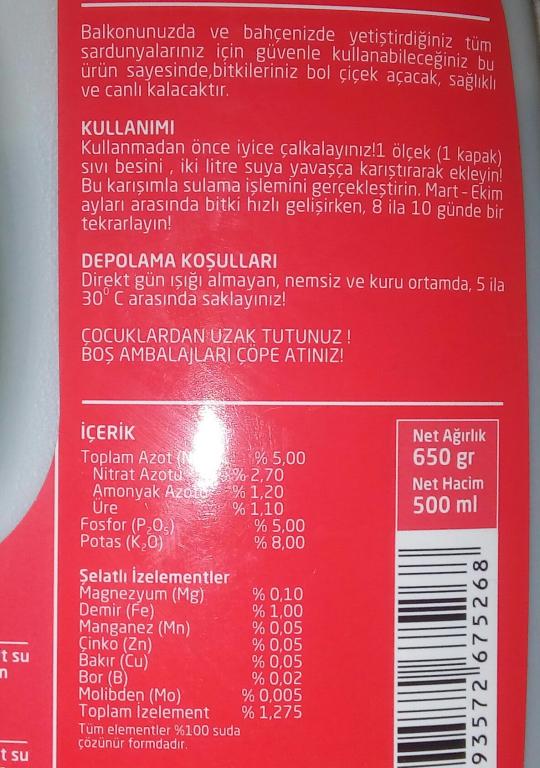 Balkonunuzda ve bahçenizde yetiştirdiğiniz tüm
sardunyalarınız için güvenle kullanabileceğiniz bu
ürün sayesinde,bitkileriniz bol çiçek açacak, sağlıklı
ve canlı kalacaktır.
KULLANIMI
Kullanmadan önce iyice çalkalayınız!1 ölçek (1 kapak)
sıvı besini , iki litre suya yavaşça karıştırarak ekleyin!
Bu karışımla sulama işlemini gerçekleştirin. Mart - Ekim
ayları arasında bitki hızlı gelişirken, 8 ila 10 günde bir
tekrarlayın!
DEPOLAMA KOŞULLARI
Direkt gün ışığı almayan, nemsiz ve kuru ortamda, 5 ila
30° C arasında saklayınız!
ÇOCUKLARDAN UZAK TUTUNUZ !
BOŞ AMBALAJLARI ÇÖPE ATINIZ!
İÇERİK
Toplam Azot % 5,00
Nitrat Azotu % 2,70
Amonyak Azotu % 1,20
Üre % 1,10
Fosfor (P₂O₅) % 5,00
Potas (K₂O) % 8,00
Şelatlı İzelementler
Magnezyum (Mg) % 0,10
Demir (Fe) % 1,00
Manganez (Mn) % 0,05
Çinko (Zn) % 0,05
Bakır (Cu) % 0,05
Bor (B) % 0,02
Molibden (Mo) % 0,005
Toplam İzelement % 1,275
Tüm elementler %100 suda
çözünür formdadır.
Net Ağırlık
650 gr
Net Hacim
500 ml
93572 675268
t su
t su